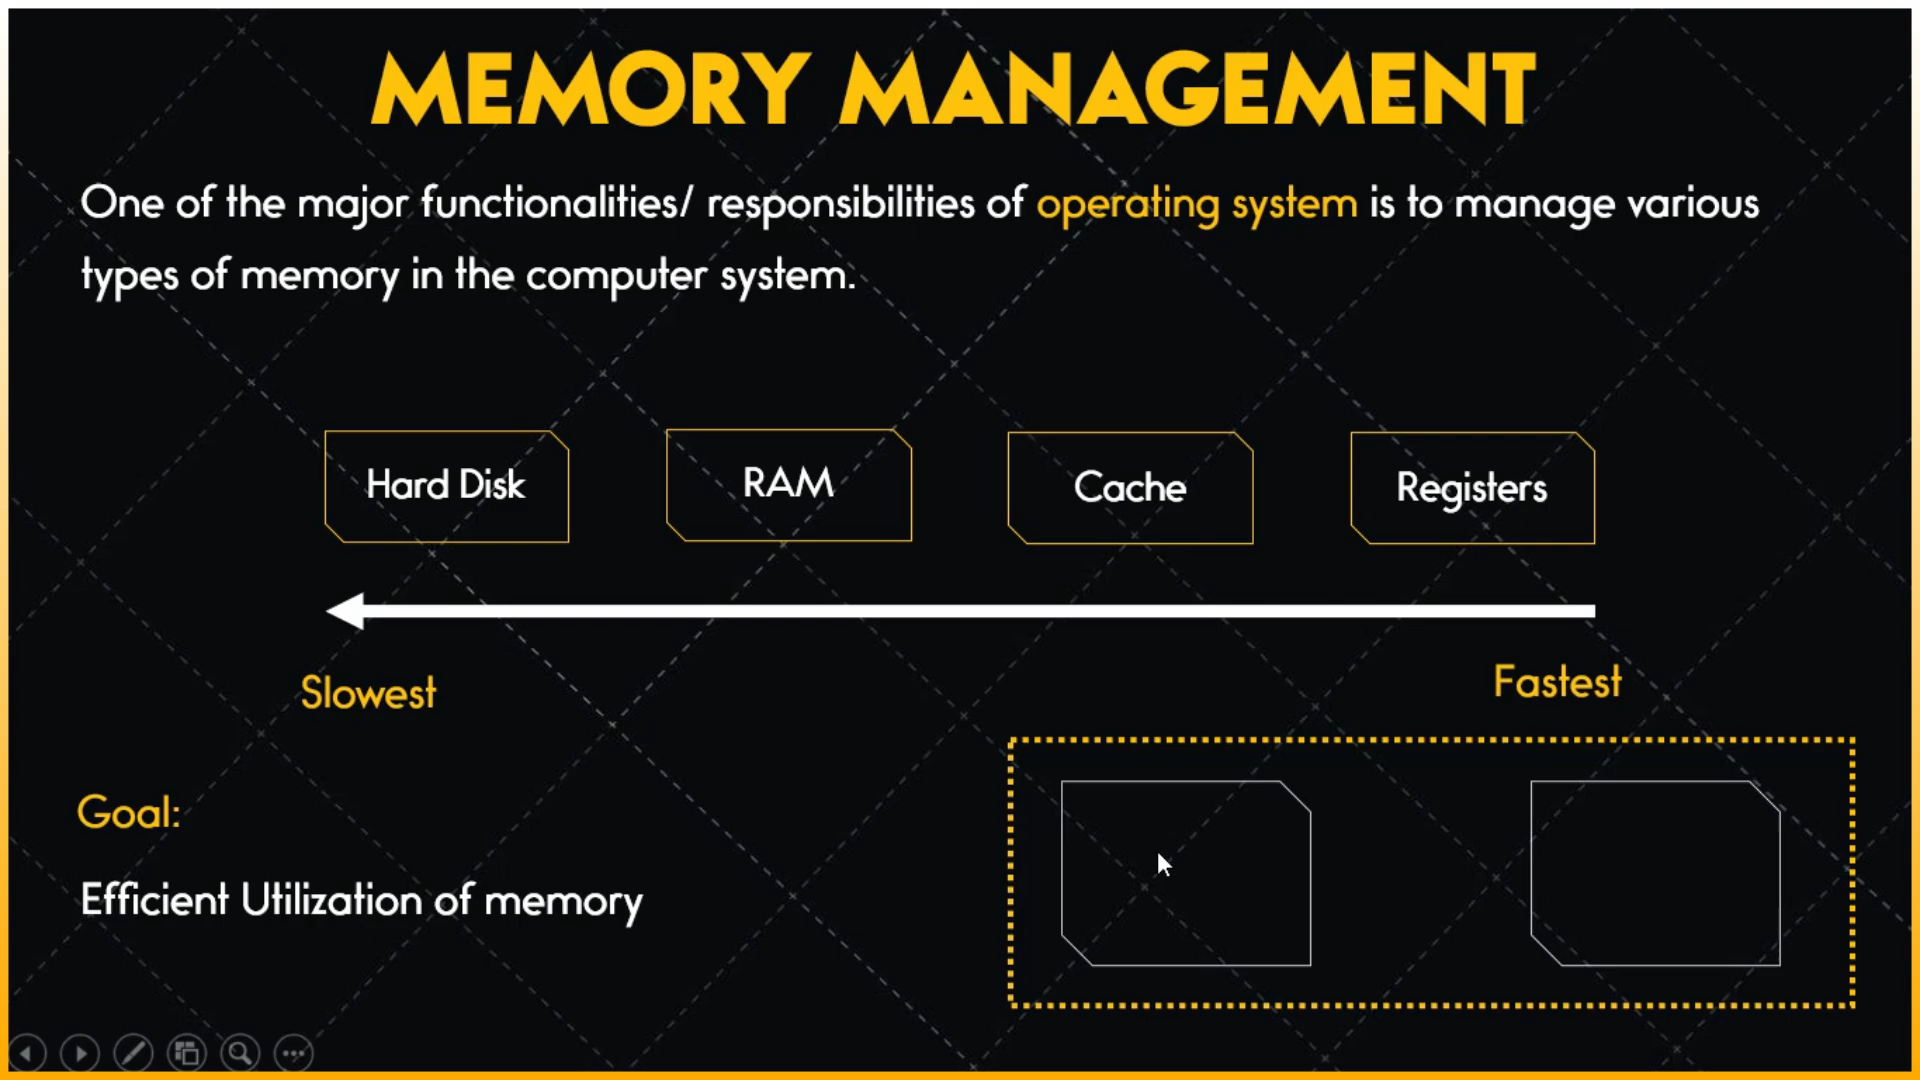 MEMORY MANAGEMENT
One of the major functionalities/ responsibilities of operating system is to manage various
types of memory in the computer system.
Hard Disk
RAM
Cache
Registers
Slowest
Fastest
Goal:
Efficient Utilization of memory